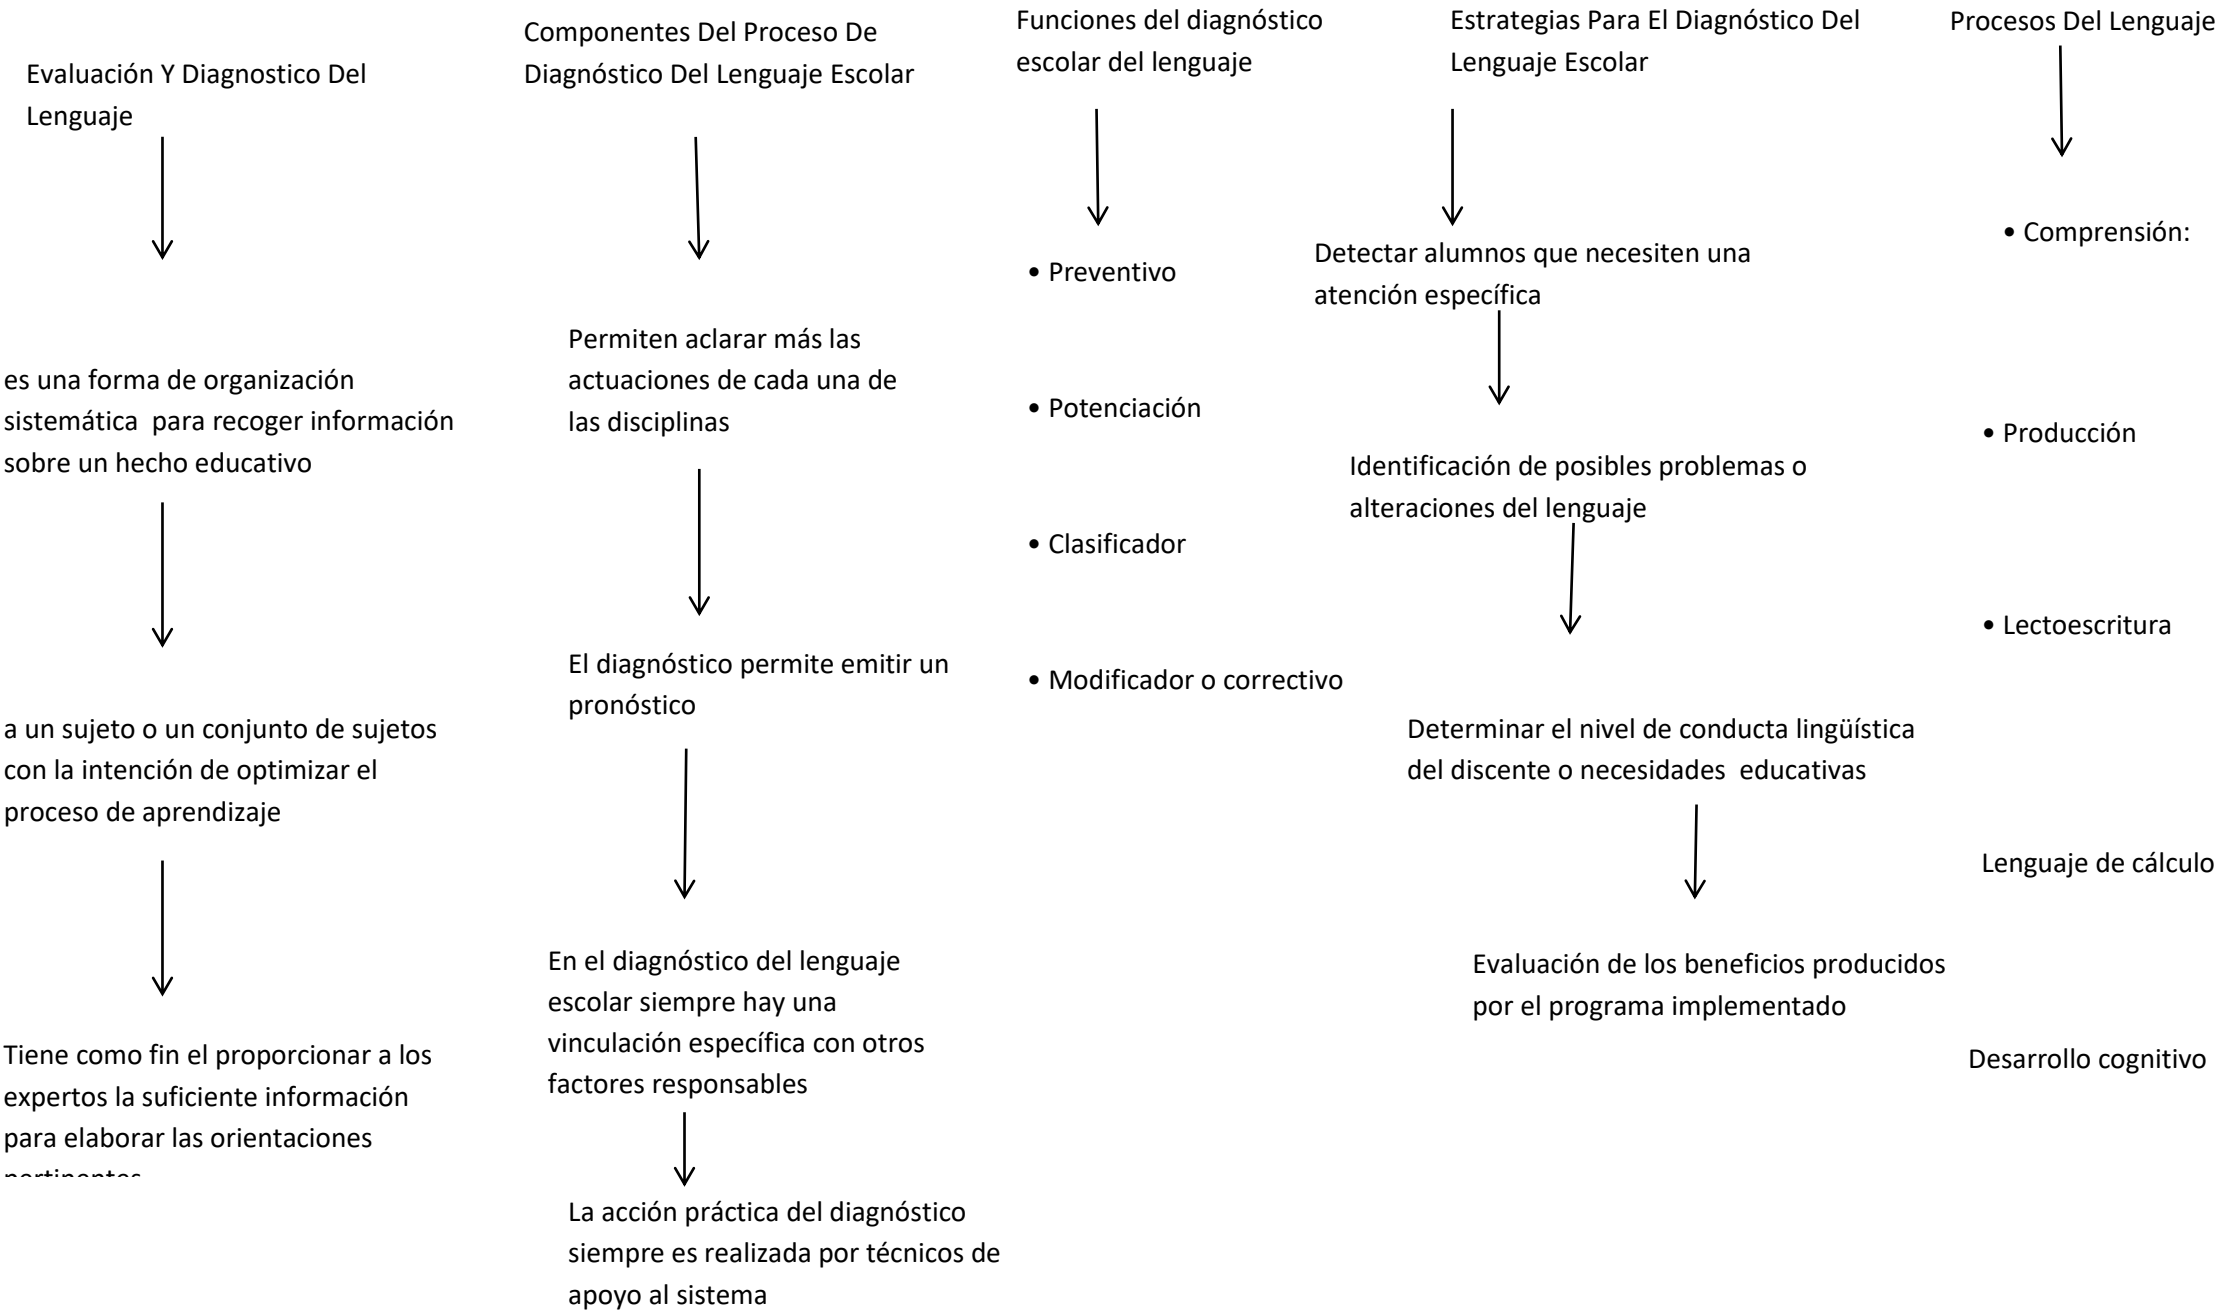 Evaluación Y Diagnostico Del
Lenguaje
es una forma de organización
sistemática  para recoger información
sobre un hecho educativo
a un sujeto o un conjunto de sujetos
con la intención de optimizar el
proceso de aprendizaje
Tiene como fin el proporcionar a los
expertos la suficiente información
para elaborar las orientaciones
Componentes Del Proceso De
Diagnóstico Del Lenguaje Escolar
Permiten aclarar más las
actuaciones de cada una de
las disciplinas
El diagnóstico permite emitir un
pronóstico
En el diagnóstico del lenguaje
escolar siempre hay una
vinculación específica con otros
factores responsables
La acción práctica del diagnóstico
siempre es realizada por técnicos de
apoyo al sistema
Funciones del diagnóstico
escolar del lenguaje
• Preventivo
• Potenciación
• Clasificador
• Modificador o correctivo
Estrategias Para El Diagnóstico Del
Lenguaje Escolar
Detectar alumnos que necesiten una
atención específica
Identificación de posibles problemas o
alteraciones del lenguaje
Determinar el nivel de conducta lingüística
del discente o necesidades  educativas
Evaluación de los beneficios producidos
por el programa implementado
Procesos Del Lenguaje
• Comprensión:
• Producción
• Lectoescritura
Lenguaje de cálculo
Desarrollo cognitivo